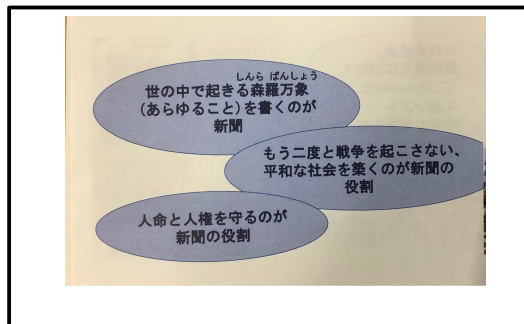 しんら ばんしょう
世の中で起きる森羅万象
(あらゆること)を書くのが
新聞
もう二度と戦争を起こさない、
平和な社会を築くのが新聞の
役割
人命と人権を守るのが
新聞の役割